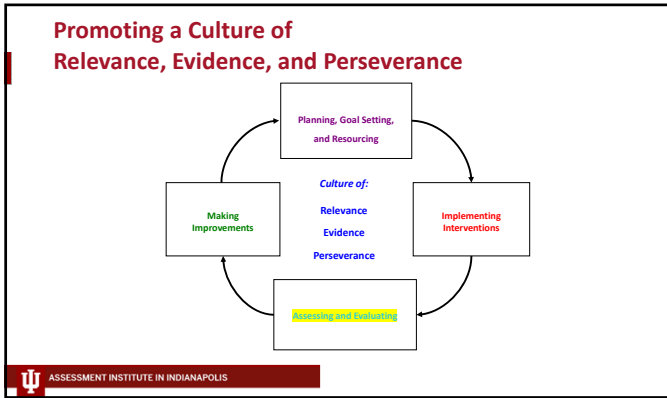 Promoting a Culture of
Relevance, Evidence, and Perseverance
Planning, Goal Setting,
and Resourcing
Culture of:
Relevance
Evidence
Perseverance
Making
Improvements
Implementing
Interventions
Assessing and Evaluating
ASSESSMENT INSTITUTE IN INDIANAPOLIS